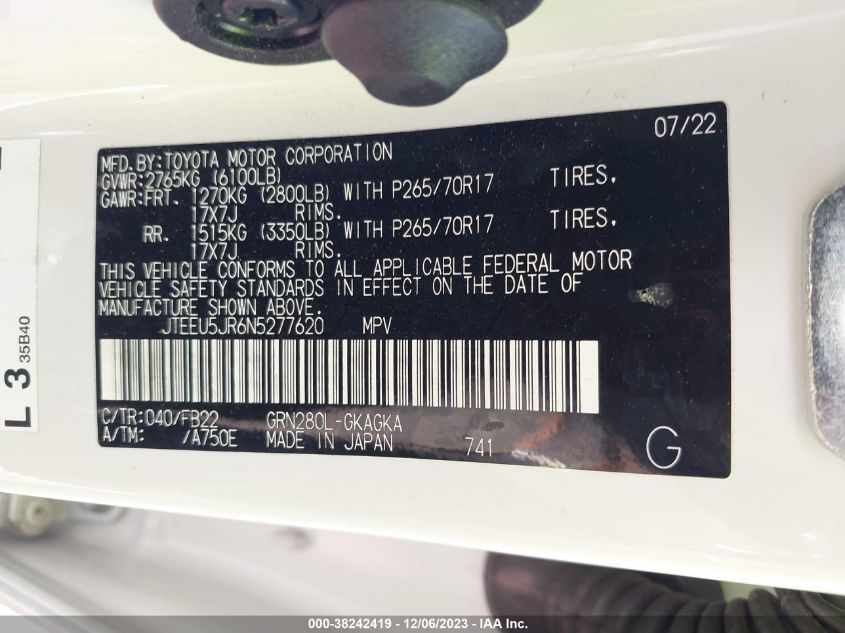 07/22
MFD. BY:TOYOTA MOTOR CORPORATION
GVWR:2765KG (6100LB)
GAWR:FRT. 1270KG (2800LB) WITH P265/70R17 TIRES,
17X7J RIMS.
RR. 1515KG (3350LB) WITH P265/70R17 TIRES,
17X7J RIMS.
THIS VEHICLE CONFORMS TO ALL APPLICABLE FEDERAL MOTOR
VEHICLE SAFETY STANDARDS IN EFFECT ON THE DATE OF
MANUFACTURE SHOWN ABOVE.
JTEEU5JR6N5277620 MPV
C/TR:040/FB22 GRN280L-GKAGKA
A/TM: /A750E MADE IN JAPAN 741 G
L 3 35B40
000-38242419 - 12/06/2023 - IAA Inc.